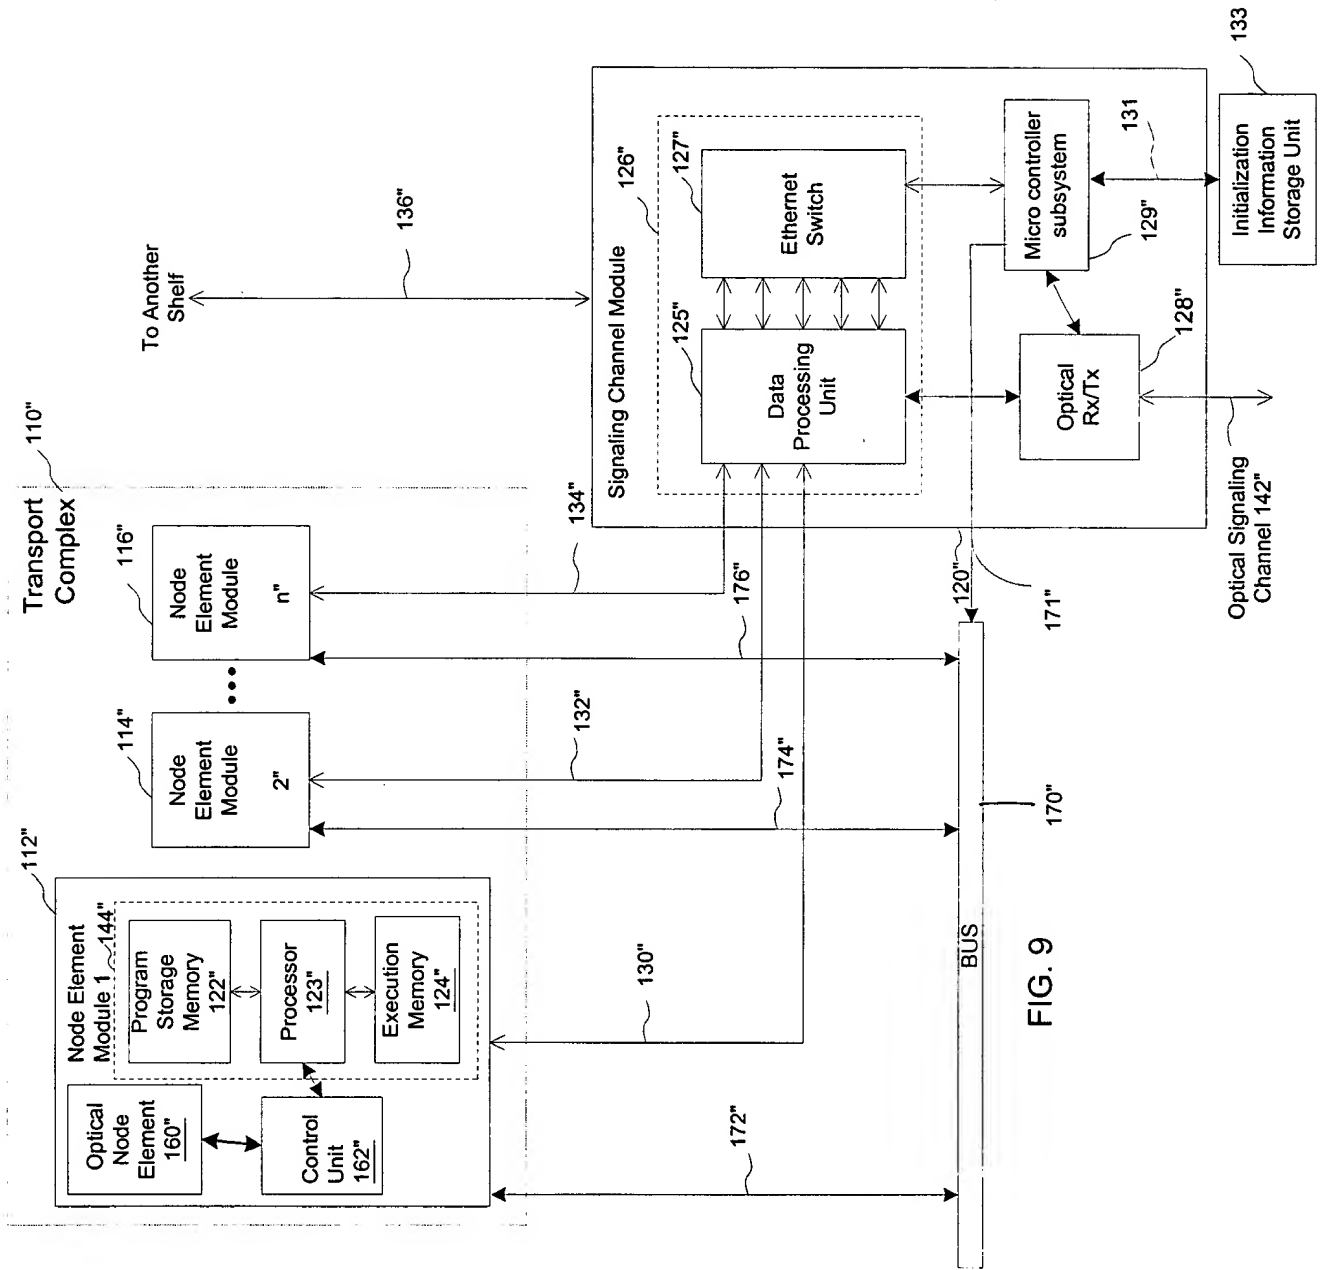 Transport
Complex
110"
112"
Node Element
Module 1
144"
Optical
Node
Element
160"
Control
Unit
162"
Program
Storage
Memory
122"
Processor
123"
Execution
Memory
124"
114"
Node
Element
Module
2"
116"
Node
Element
Module
n"
To Another
Shelf
136"
172"
130"
174"
132"
176"
134"
BUS
170"
171"
120"
Signaling Channel Module
126"
125"
Data
Processing
Unit
127"
Ethernet
Switch
Optical
Rx/Tx
128"
Micro controller
subsystem
129"
131
133
Initialization
Information
Storage Unit
Optical Signaling
Channel 142"
FIG. 9